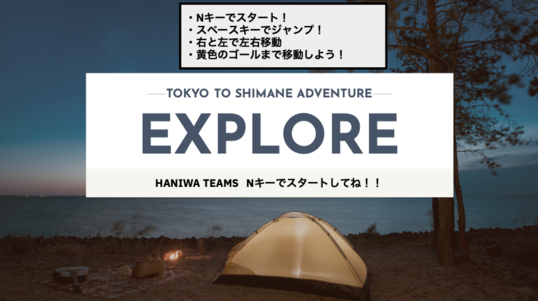 ・Nキーでスタート！
・スペースキーでジャンプ！
・右と左で左右移動
・黄色のゴールまで移動しよう！
TOKYO TO SHIMANE ADVENTURE
EXPLORE
HANIWA TEAMS Nキーでスタートしてね！！